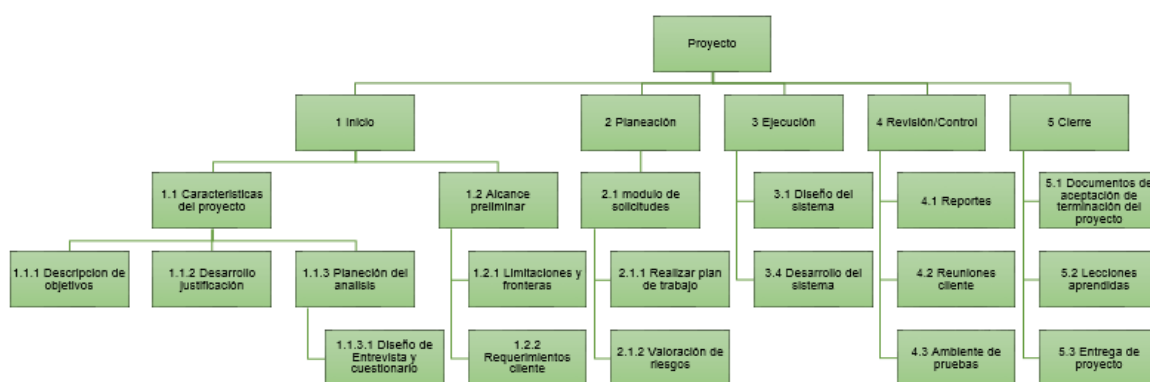 Proyecto
1 Inicio
2 Planeación
3 Ejecución
4 Revisión/Control
5 Cierre
1.1 Caracteristicas
del proyecto
1.2 Alcance
preliminar
2.1 modulo de
solicitudes
3.1 Diseño del
sistema
4.1 Reportes
5.1 Documentos de
aceptación de
terminación del
proyecto
1.1.1 Descripcion de
objetivos
1.1.2 Desarrollo
justificación
1.1.3 Planeción del
analisis
1.2.1 Limitaciones y
fronteras
2.1.1 Realizar plan
de trabajo
3.4 Desarrollo del
sistema
4.2 Reuniones
cliente
5.2 Lecciones
aprendidas
1.1.3.1 Diseño de
Entrevista y
cuestionario
1.2.2
Requerimientos
cliente
2.1.2 Valoración de
riesgos
4.3 Ambiente de
pruebas
5.3 Entrega de
proyecto